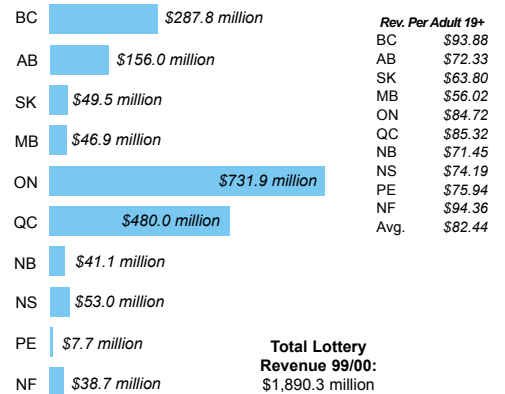 BC $287.8 million
AB $156.0 million
SK $49.5 million
MB $46.9 million
ON $731.9 million
QC $480.0 million
NB $41.1 million
NS $53.0 million
PE $7.7 million
NF $38.7 million
Rev. Per Adult 19+
BC $93.88
AB $72.33
SK $63.80
MB $56.02
ON $84.72
QC $85.32
NB $71.45
NS $74.19
PE $75.94
NF $94.36
Avg. $82.44
Total Lottery
Revenue 99/00:
$1,890.3 million